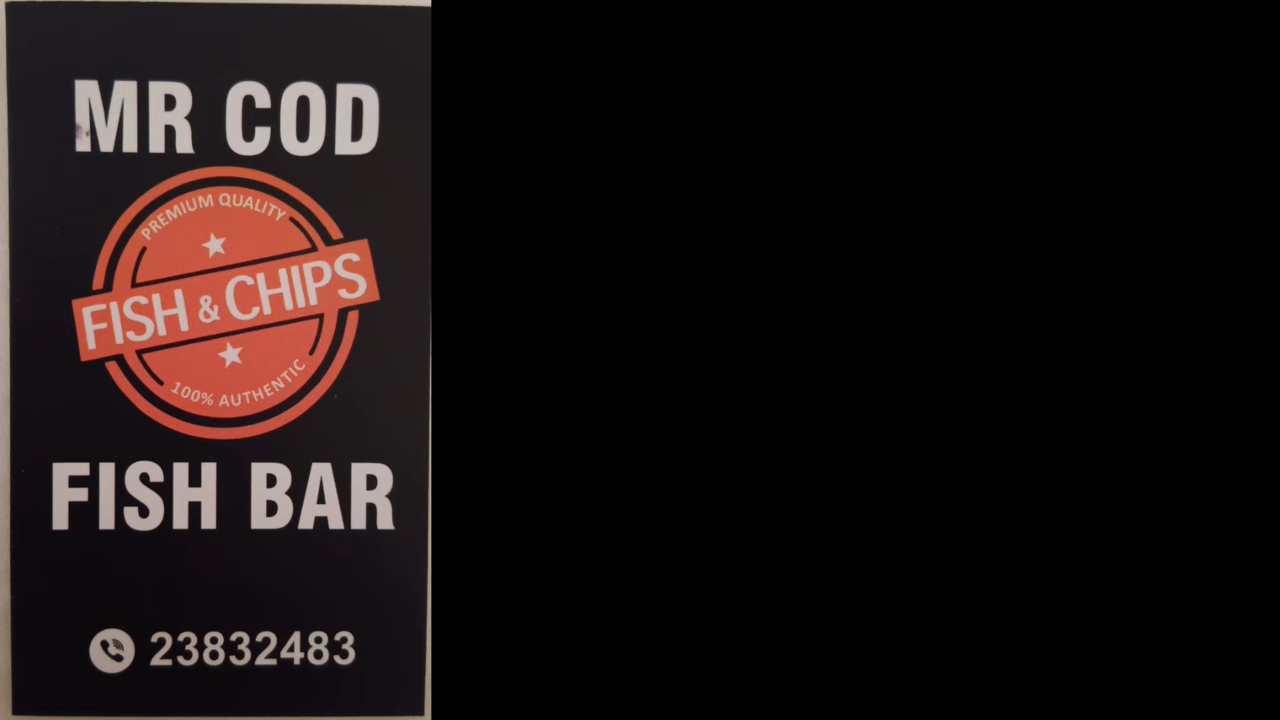 MR COD
PREMIUM QUALITY
FISH & CHIPS
100% AUTHENTIC
FISH BAR
23832483